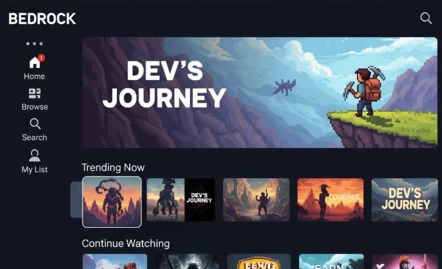 BEDROCK
DEV'S
JOURNEY
Home
Browse
Search
My List
Trending Now
DEV'S
JOURNEY
DEV'S
JOURNEY
Continue Watching